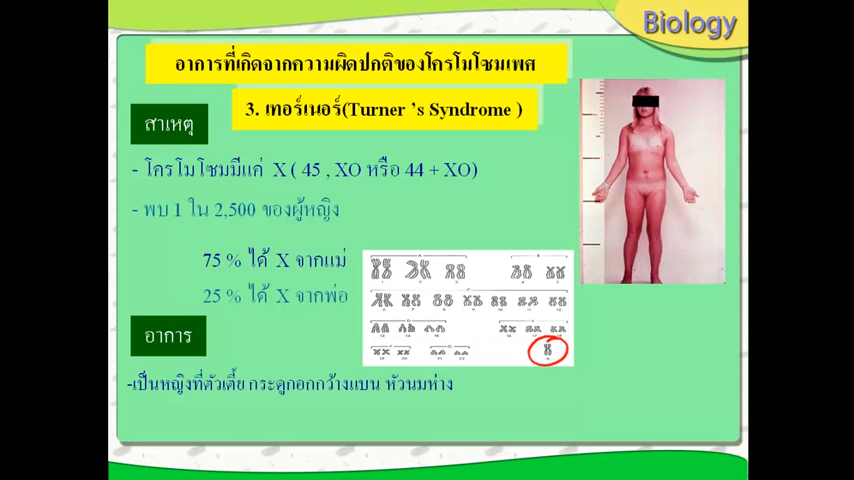 Biology
อาการที่เกิดจากความผิดปกติของโครโมโซมเพศ
3. เทอร์เนอร์(Turner ’s Syndrome )
สาเหตุ
- โครโมโซมมีแค่ X ( 45 , XO หรือ 44 + XO)
- พบ 1 ใน 2,500 ของผู้หญิง
75 % ได้ X จากแม่
25 % ได้ X จากพ่อ
อาการ
-เป็นหญิงที่ตัวเตี้ย กระดูกอกกว้างแบน หัวนมห่าง